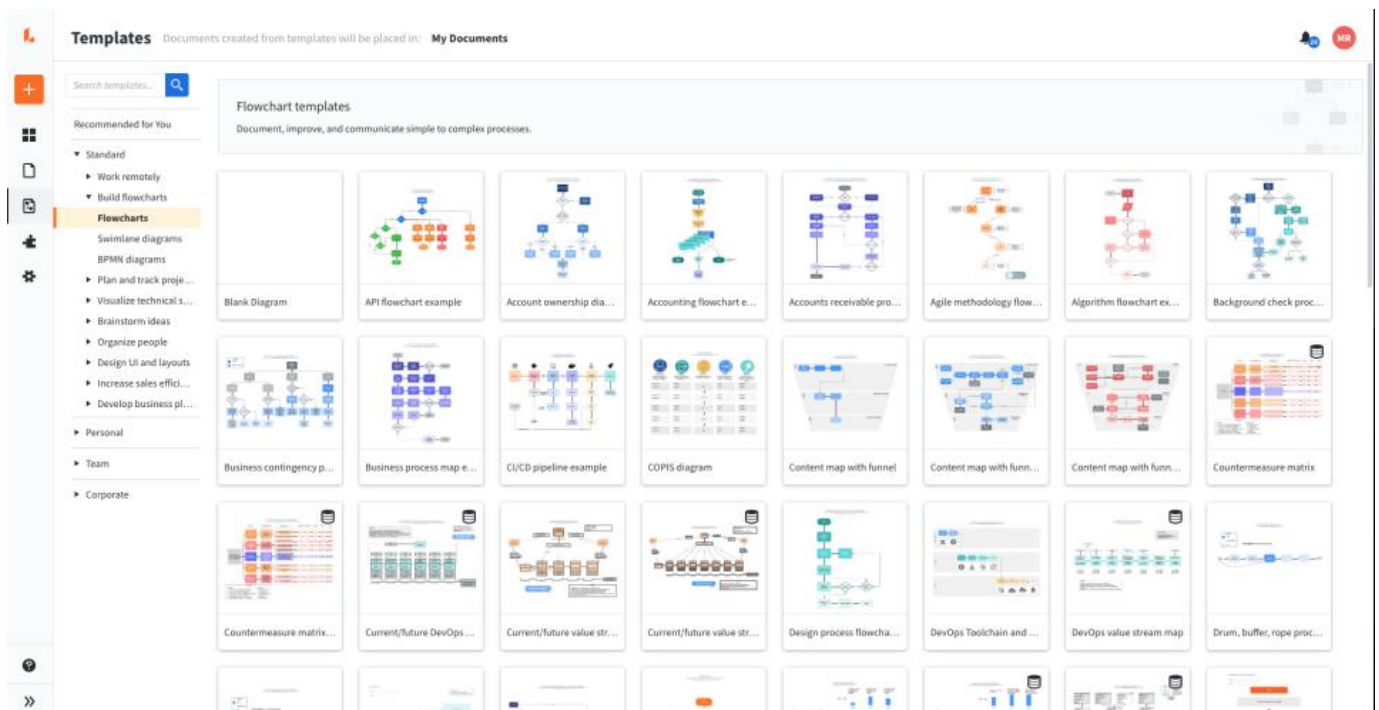 Templates Documents created from templates will be placed in: My Documents
20
MR
Search templates...
Recommended for You
Standard
Work remotely
Build flowcharts
Flowcharts
Swimlane diagrams
BPMN diagrams
Plan and track proje...
Visualize technical s...
Brainstorm ideas
Organize people
Design UI and layouts
Increase sales effici...
Develop business pl...
Personal
Team
Corporate
Flowchart templates
Document, improve, and communicate simple to complex processes.
Blank Diagram
API flowchart example
Account ownership dia...
Accounting flowchart e...
Accounts receivable pro...
Agile methodology flow...
Algorithm flowchart ex...
Background check proc...
Business contingency p...
Business process map e...
CI/CD pipeline example
COPIS diagram
Content map with funnel
Content map with funn...
Content map with funn...
Countermeasure matrix
Countermeasure matrix...
Current/future DevOps ...
Current/future value str...
Current/future value str...
Design process flowcha...
DevOps Toolchain and ...
DevOps value stream map
Drum, buffer, rope proc...